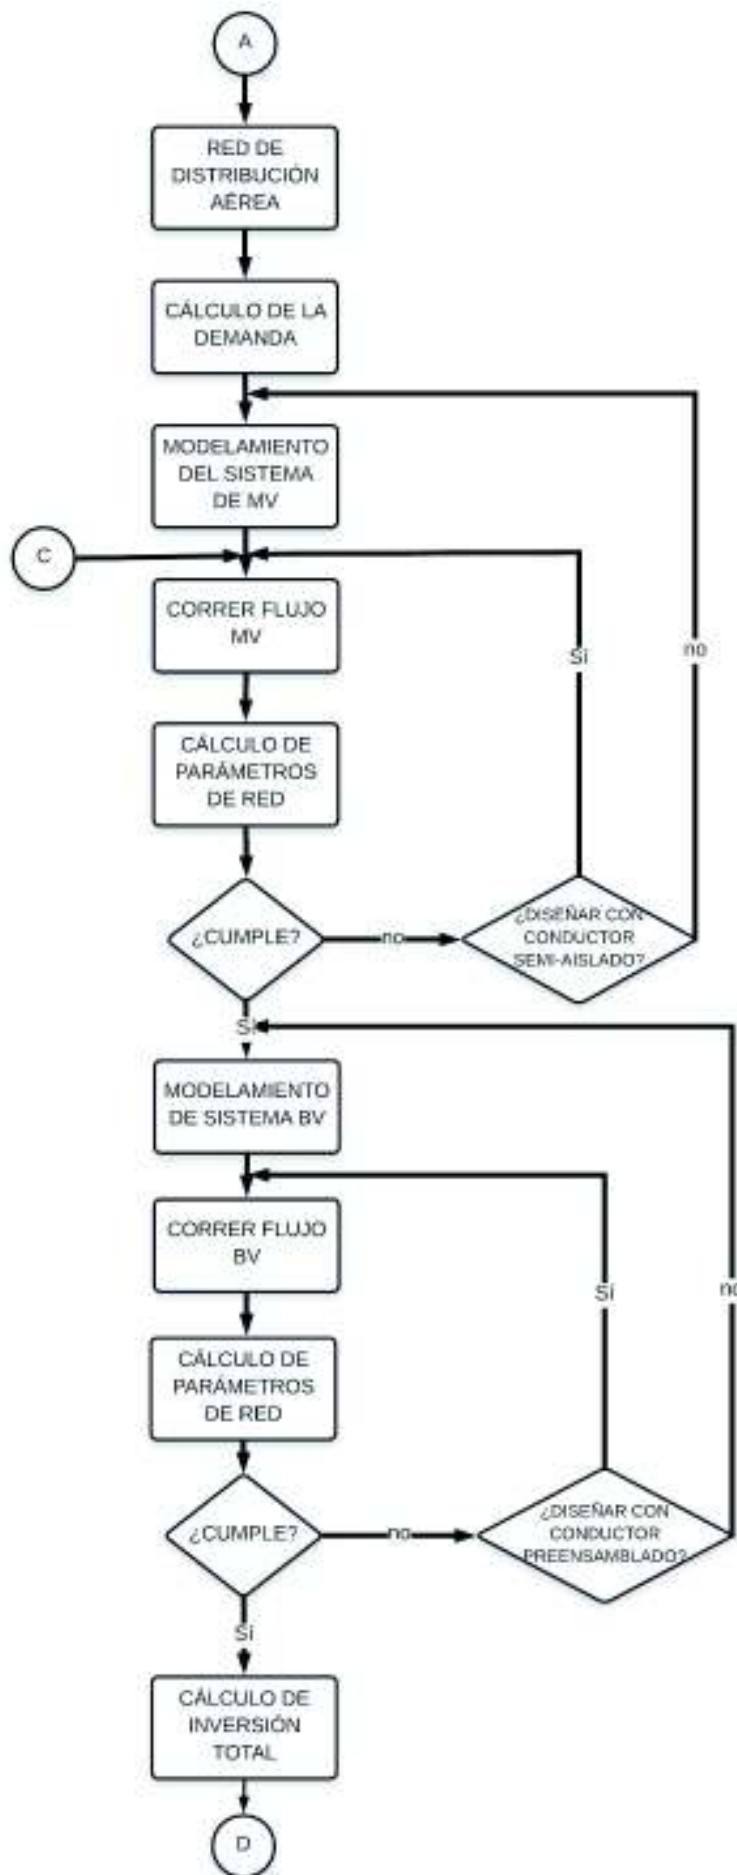 A
RED DE
DISTRIBUCIÓN
AÉREA
CÁLCULO DE LA
DEMANDA
MODELAMIENTO
DEL SISTEMA
DE MV
C
CORRER FLUJO
MV
Si
no
CÁLCULO DE
PARÁMETROS
DE RED
¿CUMPLE?
no
¿DISEÑAR CON
CONDUCTOR
SEMI-AISLADO?
Si
MODELAMIENTO
DE SISTEMA BV
CORRER FLUJO
BV
Si
no
CÁLCULO DE
PARÁMETROS
DE RED
¿CUMPLE?
no
¿DISEÑAR CON
CONDUCTOR
PREENSAMBLADO?
Si
CÁLCULO DE
INVERSIÓN
TOTAL
D